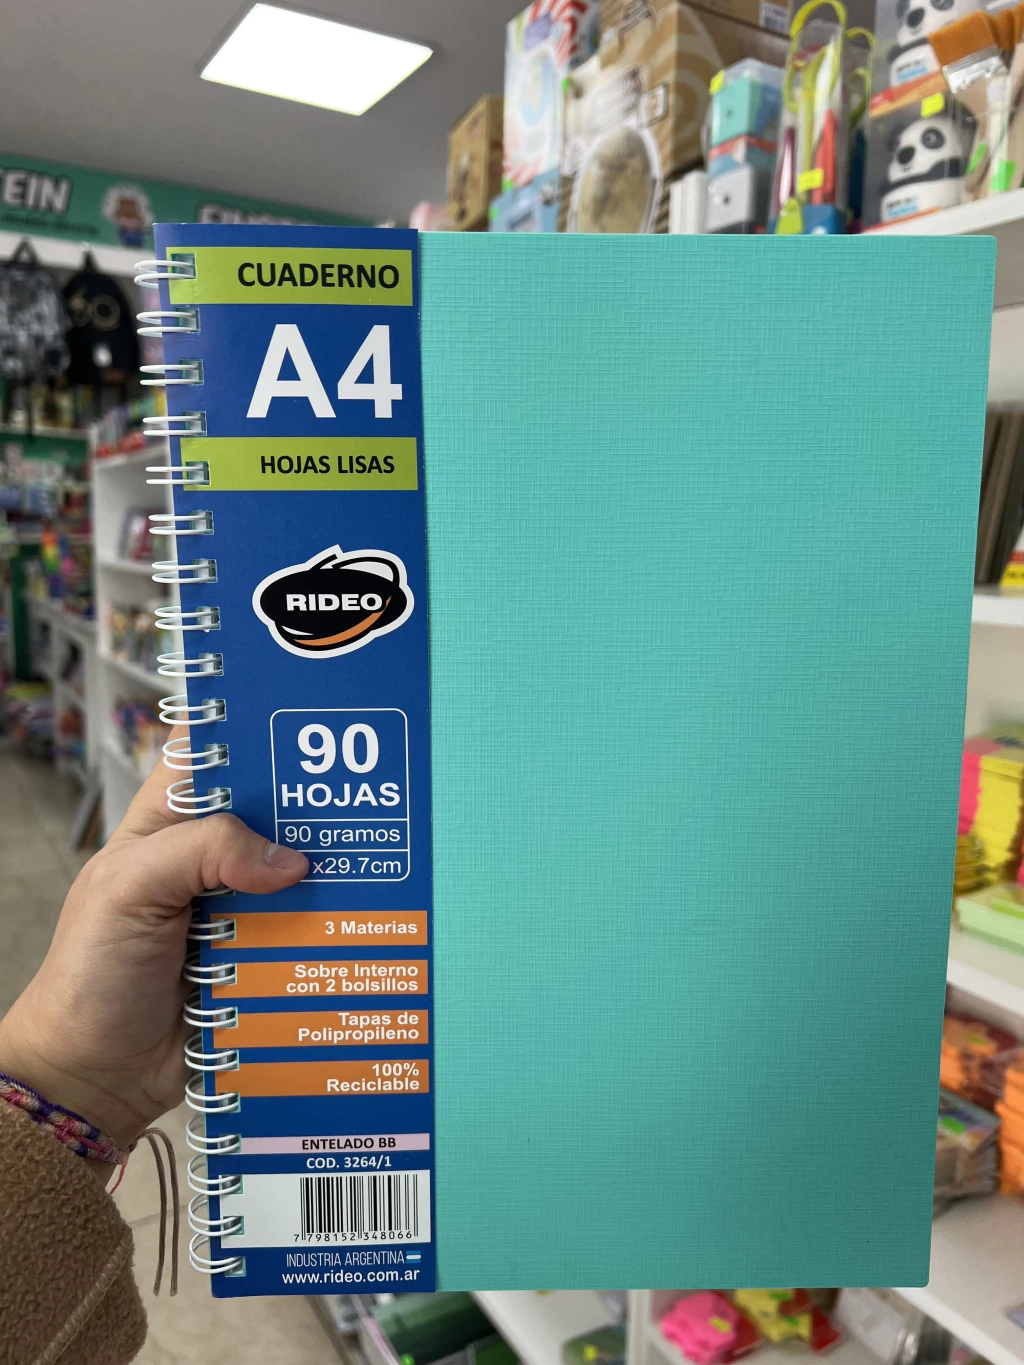 TEIN
CUADERNO
A4
HOJAS LISAS
RIDEO
90
HOJAS
90 gramos
x29.7cm
3 Materias
Sobre Interno
con 2 bolsillos
Tapas de
Polipropileno
100%
Reciclable
ENTELADO BB
COD. 3264/1
7 798152 348066
INDUSTRIA ARGENTINA
www.rideo.com.ar